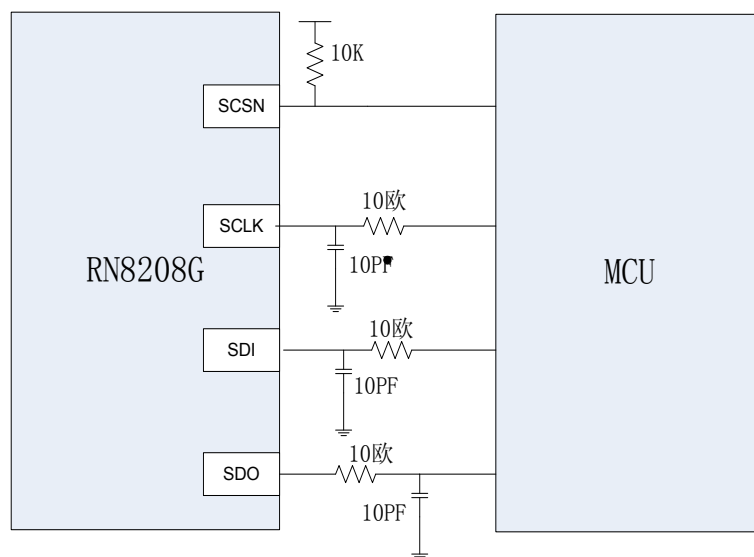 10K
SCSN
10欧
SCLK
10PF
RN8208G
MCU
10欧
SDI
10PF
10欧
SDO
10PF